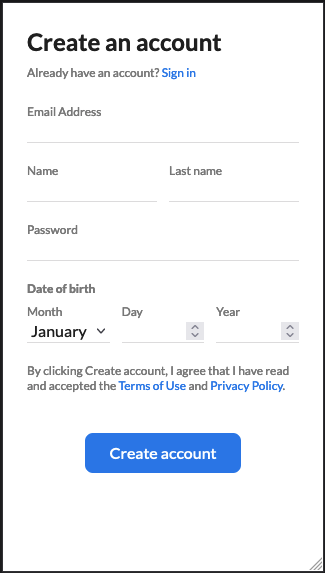 Create an account
Already have an account? Sign in
Email Address
Name Last name
Password
Date of birth
Month Day Year
January
By clicking Create account, I agree that I have read
and accepted the Terms of Use and Privacy Policy.
Create account